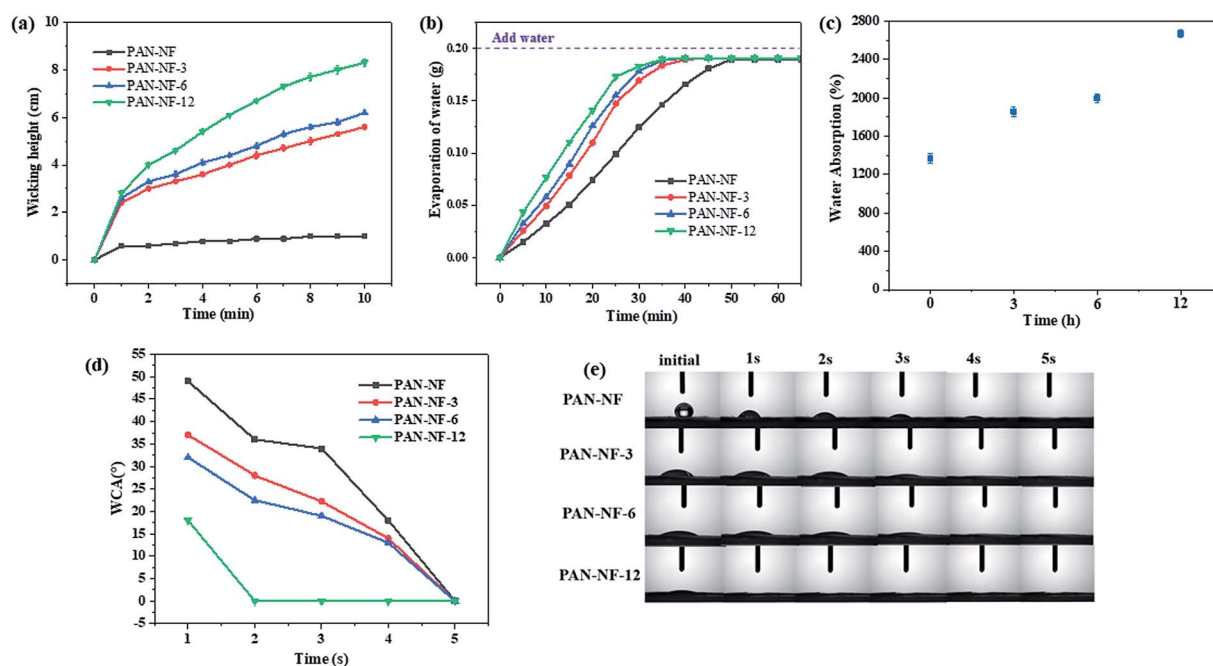 (a)
10
8
6
4
2
0
Wicking height (cm)
PAN-NF
PAN-NF-3
PAN-NF-6
PAN-NF-12
0 2 4 6 8 10
Time (min)
(b)
Add water
0.20
0.15
0.10
0.05
0.00
Evaporation of water (g)
PAN-NF
PAN-NF-3
PAN-NF-6
PAN-NF-12
0 10 20 30 40 50 60
Time (min)
(c)
2800
2400
2000
1600
1200
800
400
0
Water Absorption (%)
0 3 6 12
Time (h)
(d)
55
50
45
40
35
30
25
20
15
10
5
0
WCA(°)
PAN-NF
PAN-NF-3
PAN-NF-6
PAN-NF-12
1 2 3 4 5
Time (s)
(e)
initial 1s 2s 3s 4s 5s
PAN-NF
PAN-NF-3
PAN-NF-6
PAN-NF-12